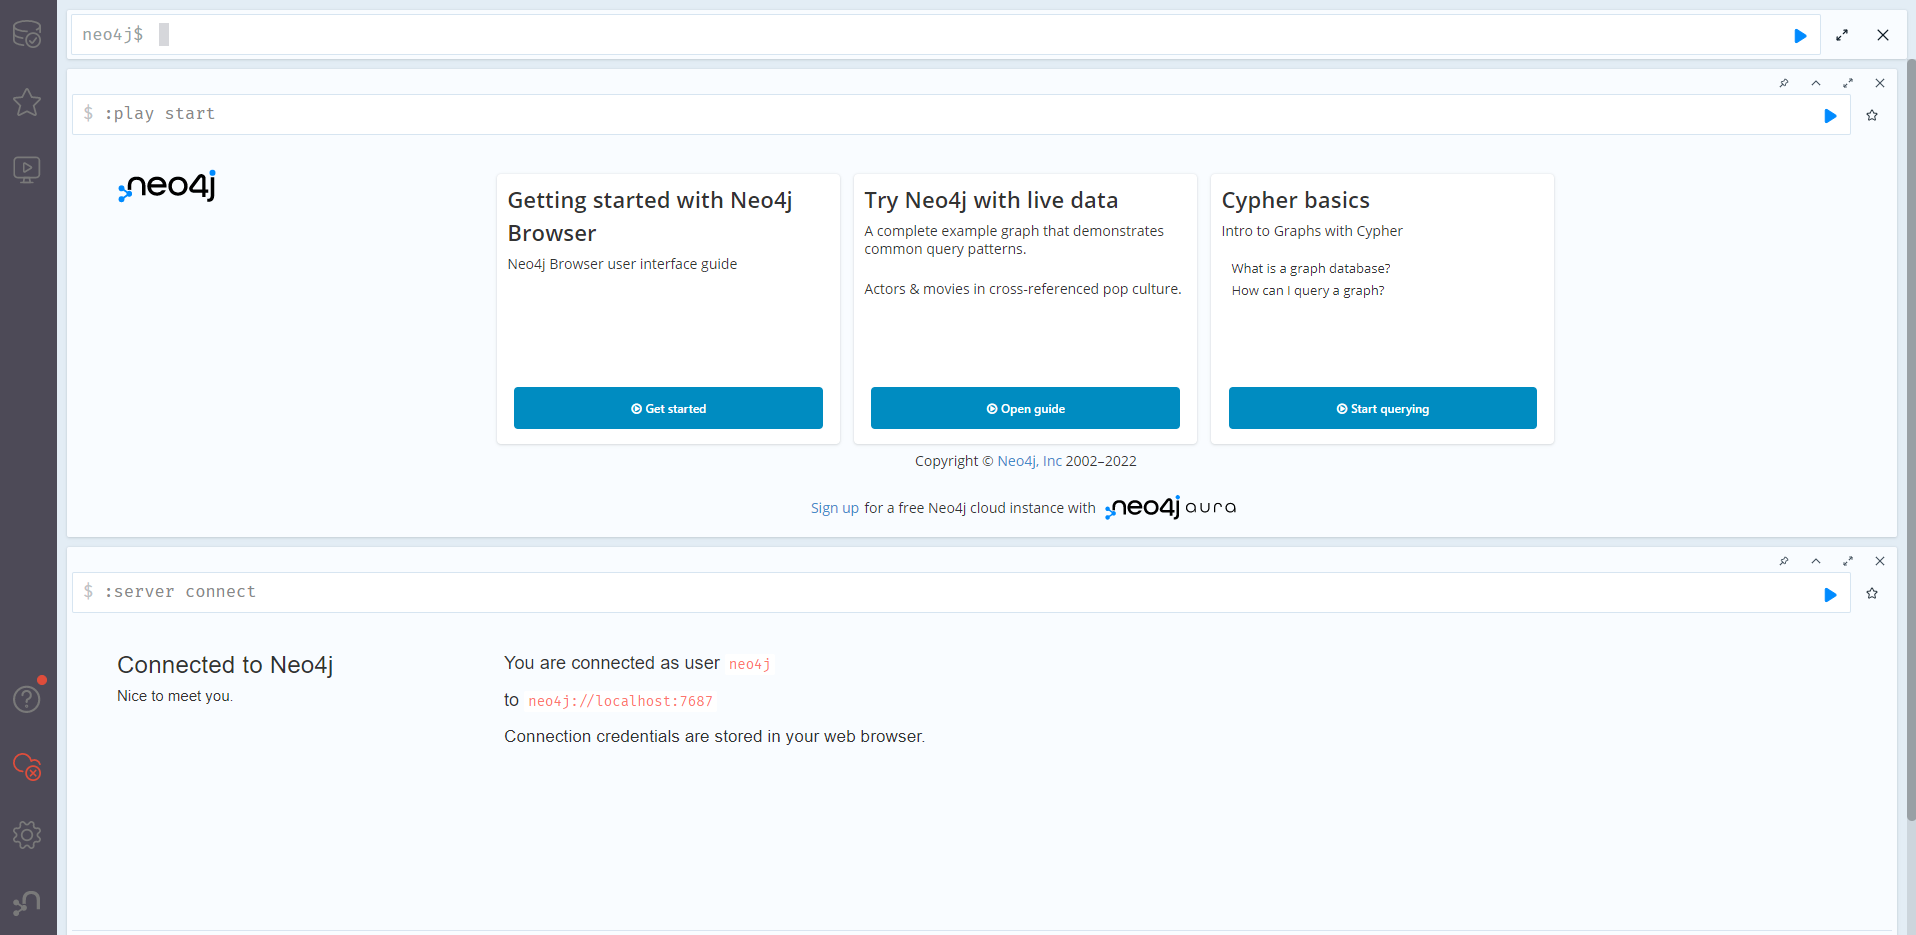 neo4j$
$ :play start
neo4j
Getting started with Neo4j
Browser
Neo4j Browser user interface guide
Get started
Try Neo4j with live data
A complete example graph that demonstrates
common query patterns.
Actors & movies in cross-referenced pop culture.
Open guide
Cypher basics
Intro to Graphs with Cypher
What is a graph database?
How can I query a graph?
Start querying
Copyright © Neo4j, Inc 2002–2022
Sign up for a free Neo4j cloud instance with neo4j aura
$ :server connect
Connected to Neo4j
Nice to meet you.
You are connected as user neo4j
to neo4j://localhost:7687
Connection credentials are stored in your web browser.